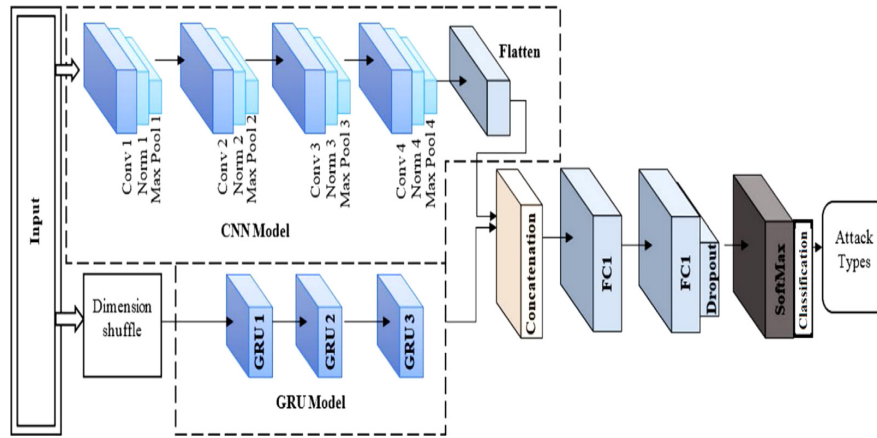 Input
Conv 1
Norm 1
Max Pool 1
Conv 2
Norm 2
Max Pool 2
Conv 3
Norm 3
Max Pool 3
Conv 4
Norm 4
Max Pool 4
Flatten
CNN Model
Dimension
shuffle
GRU 1
GRU 2
GRU 3
GRU Model
Concatenation
FC1
FC1
Dropout
SoftMax
Classification
Attack
Types